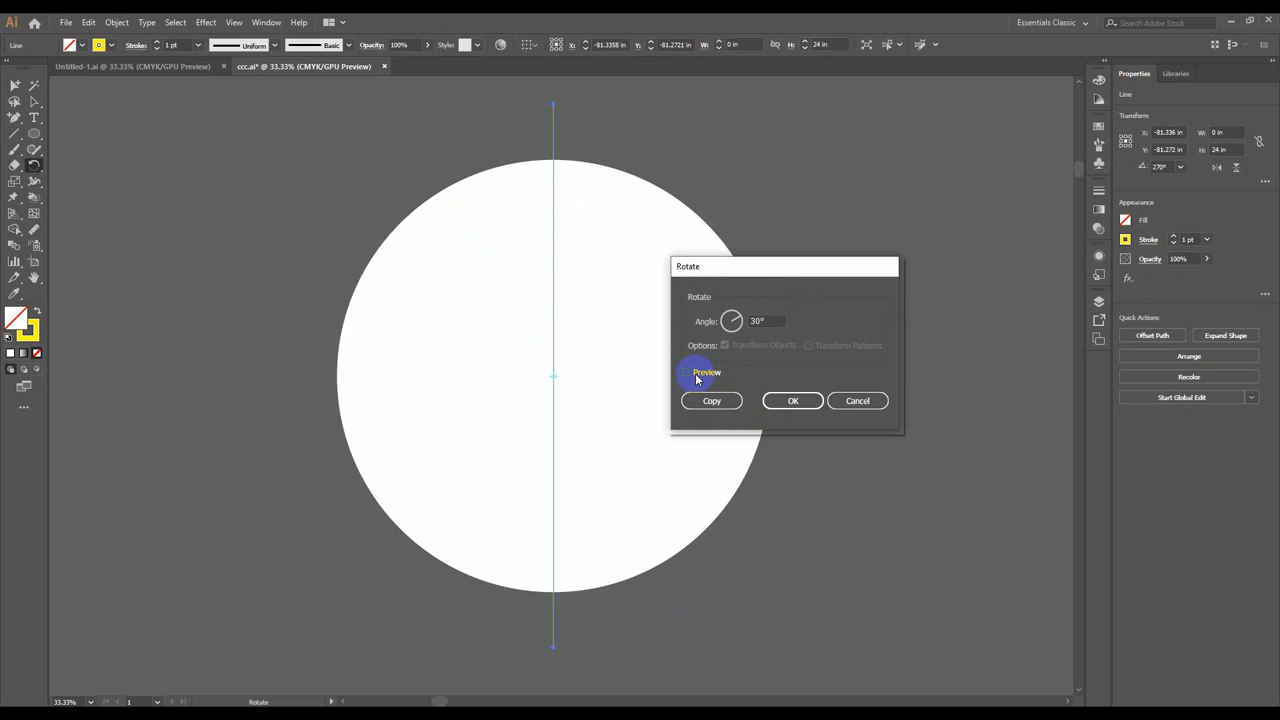 Ai File Edit Object Type Select Effect View Window Help Essentials Classic Search Adobe Stock
Line Stroke: 1 pt Uniform Basic Opacity: 100% Style: X: -81.3358 in Y: -81.2721 in W: 0 in H: 24 in
Untitled-1.ai @ 33.33% (CMYK/GPU Preview) × ccc.ai* @ 33.33% (CMYK/GPU Preview) ×
Properties Libraries
Line
Transform
X: -81.336 in W: 0 in
Y: -81.272 in H: 24 in
270°
Appearance
Fill
Stroke 1 pt
Opacity 100%
fx.
Quick Actions
Offset Path Expand Shape
Arrange
Recolor
Start Global Edit
Rotate
Rotate
Angle: 30°
Options: Transform Objects Transform Patterns
Preview
Copy OK Cancel
33.33% 1 Rotate